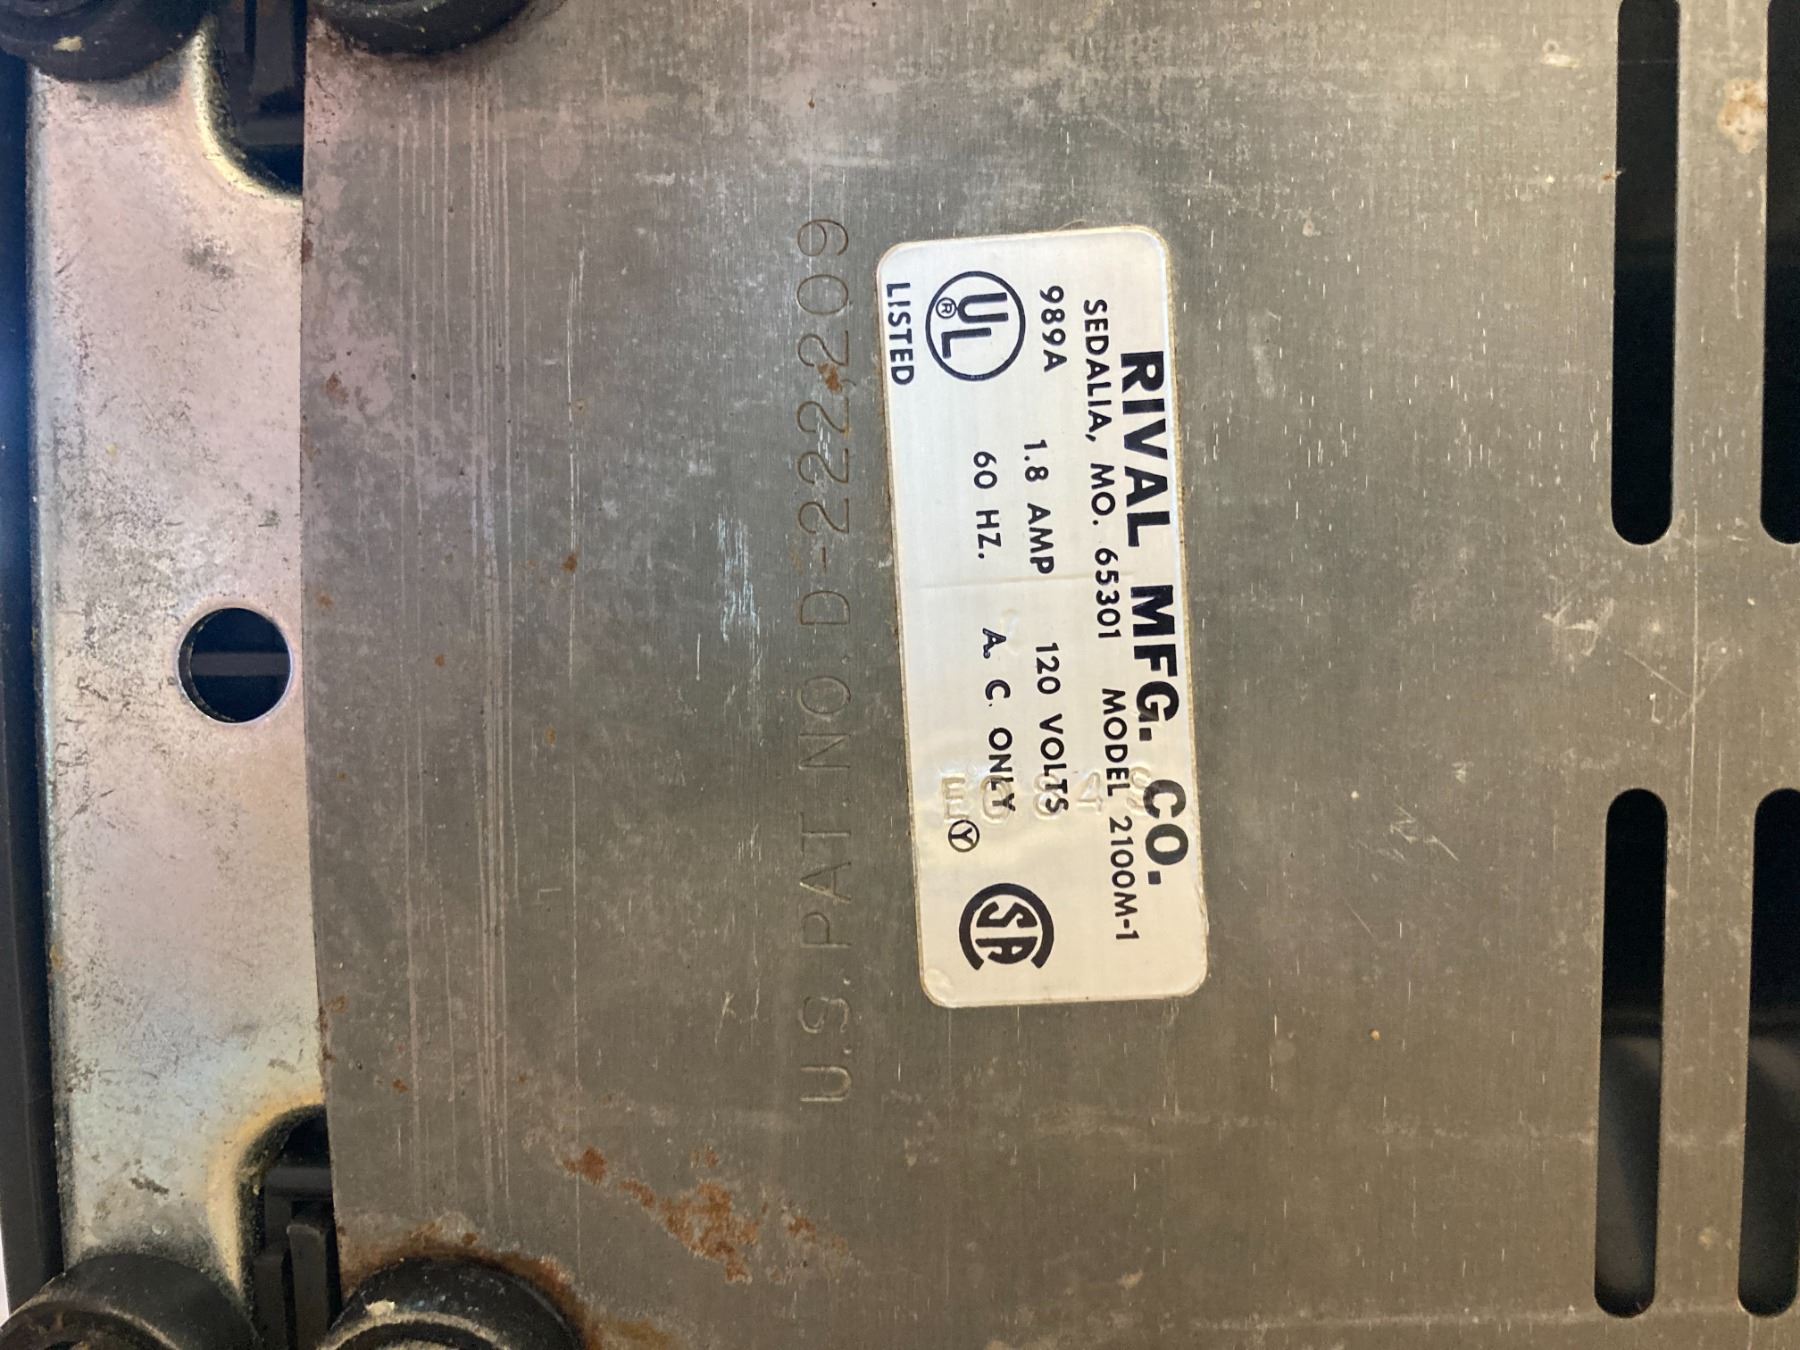 RIVAL MFG. CO.
SEDALIA, MO. 65301 MODEL 2100M-1
989A 1.8 AMP 120 VOLTS
60 HZ. A. C. ONLY
UL ® LISTED
Y
SA
U.S. PAT. NO. D-222,209